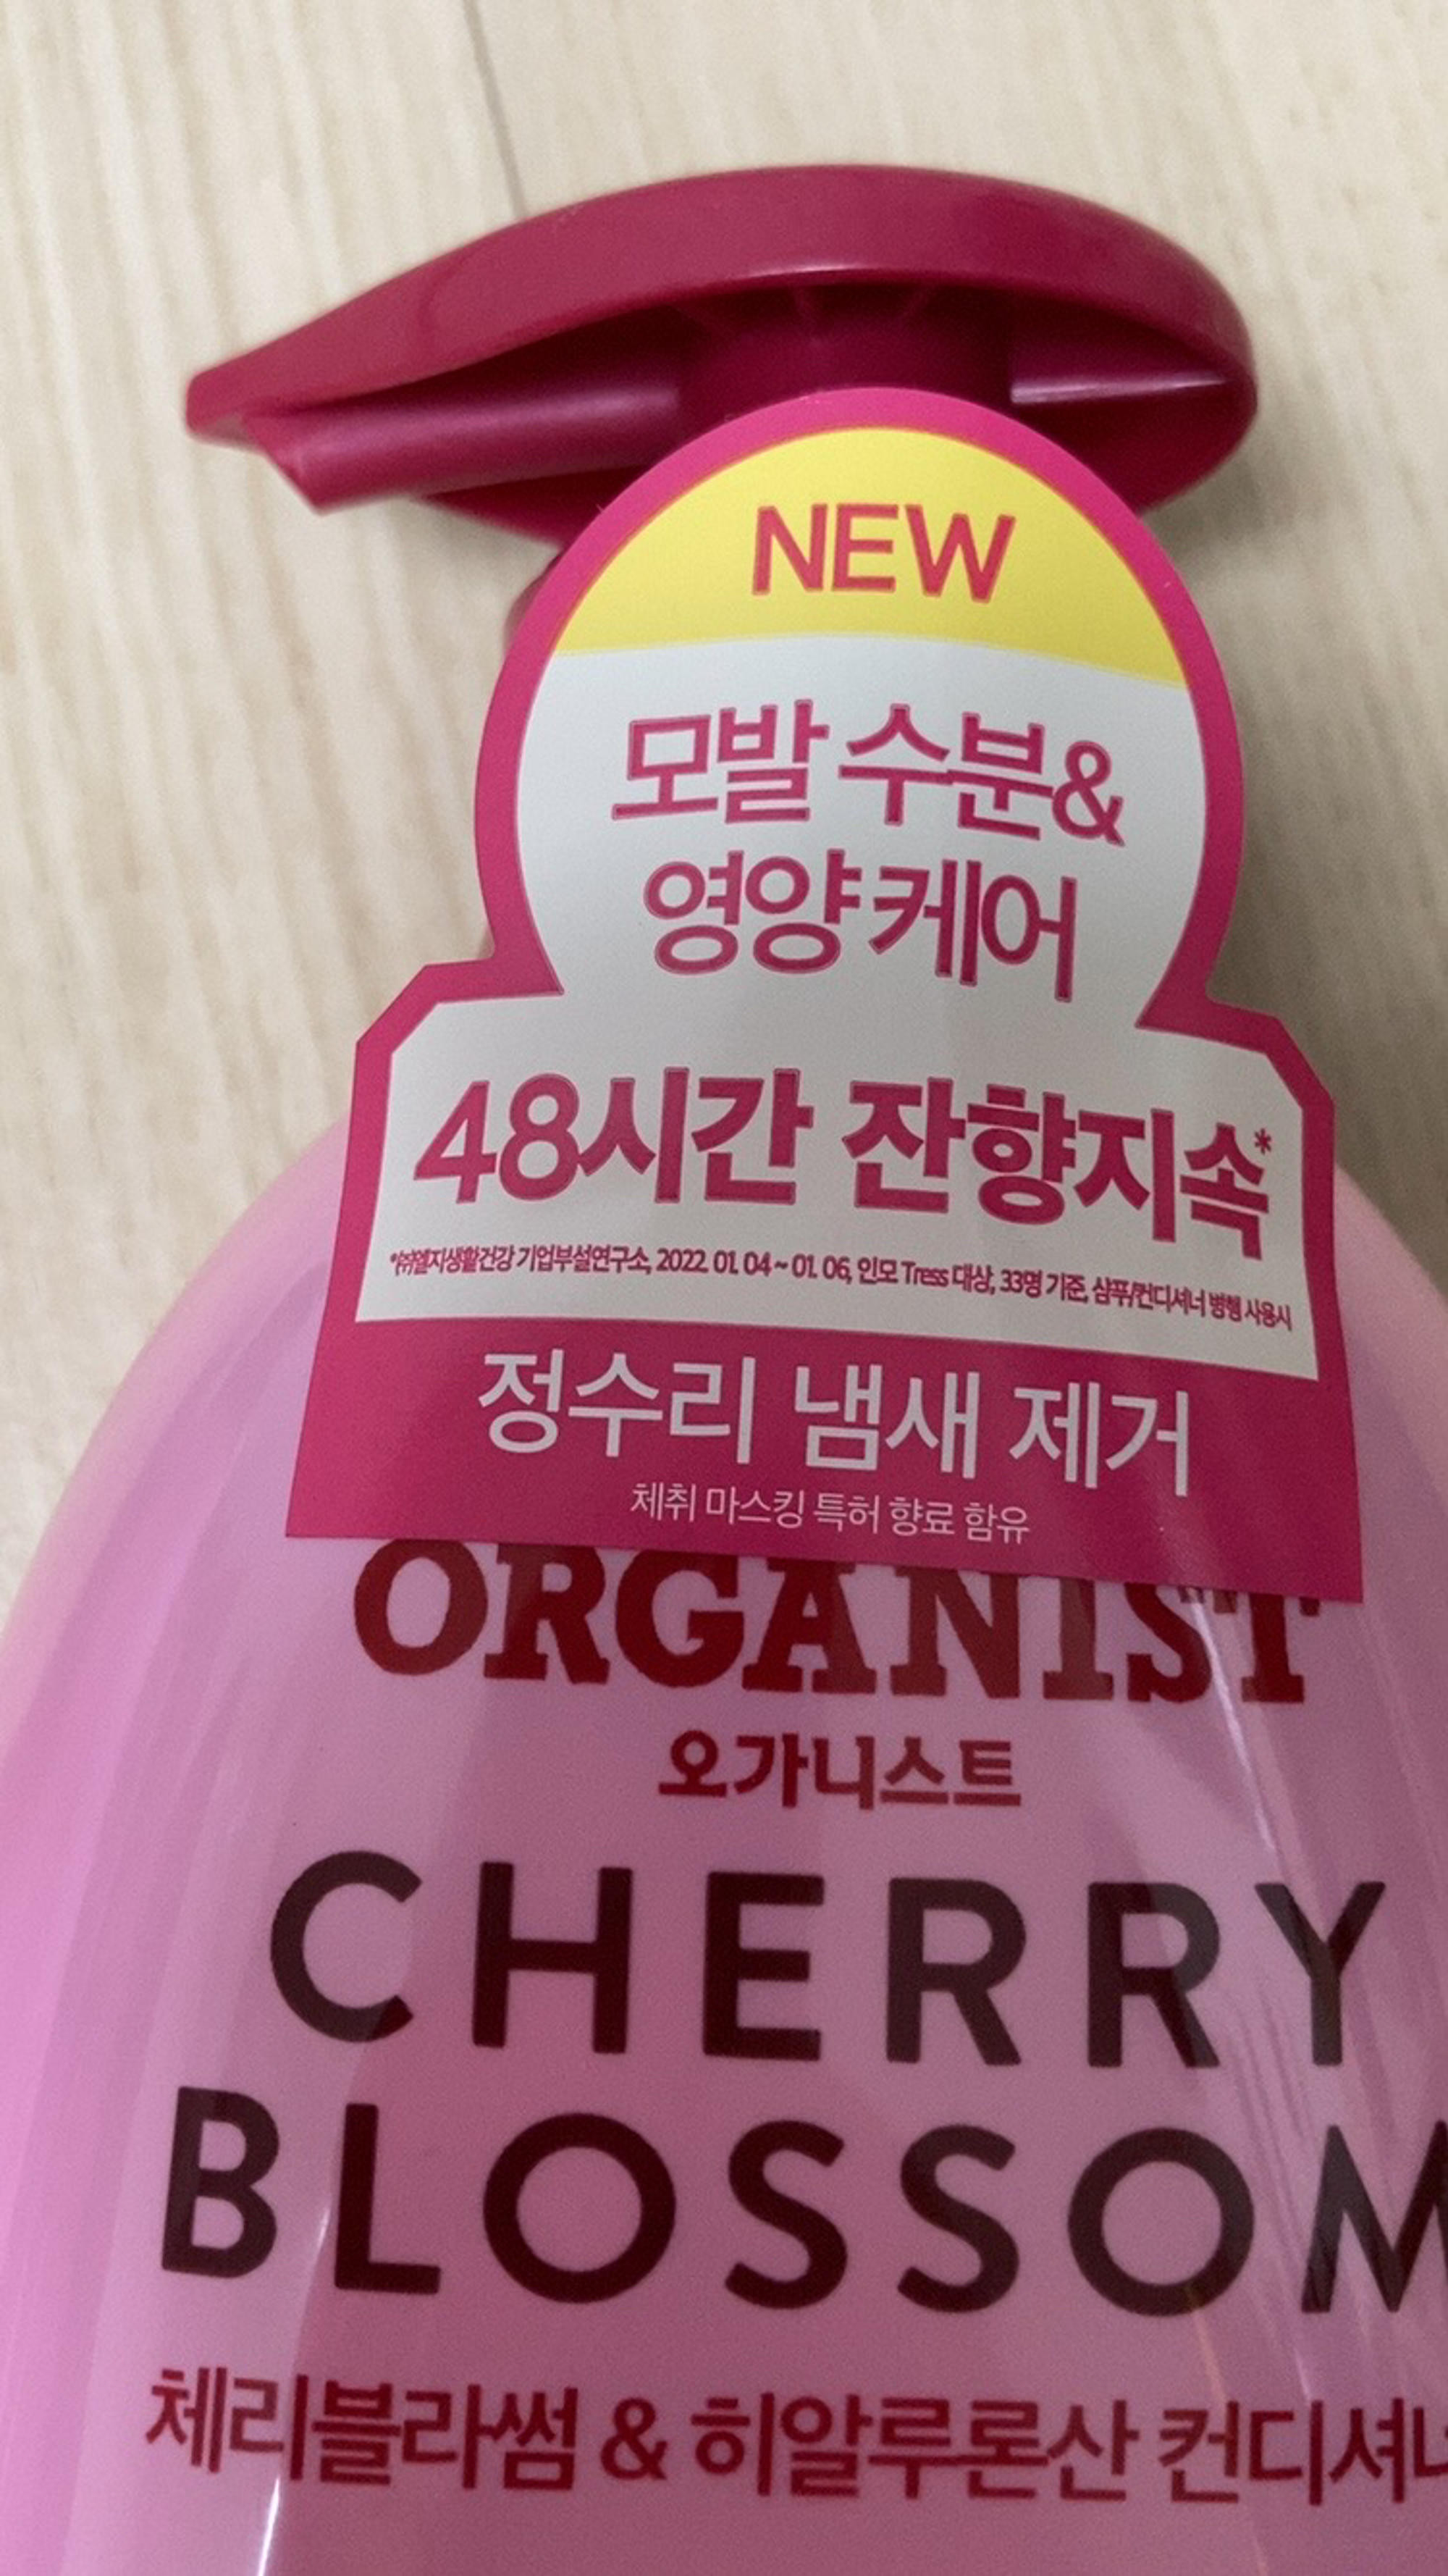 NEW
모발 수분&
영양 케어
48시간 잔향지속*
*(주)엘지생활건강 기업부설연구소, 2022. 01. 04 ~ 01. 06, 인모 Tress 대상, 33명 기준, 샴푸/컨디셔너 병행 사용시
정수리 냄새 제거
체취 마스킹 특허 향료 함유
ORGANIST
오가니스트
CHERRY
BLOSSOM
체리블라썸 & 히알루론산 컨디셔너